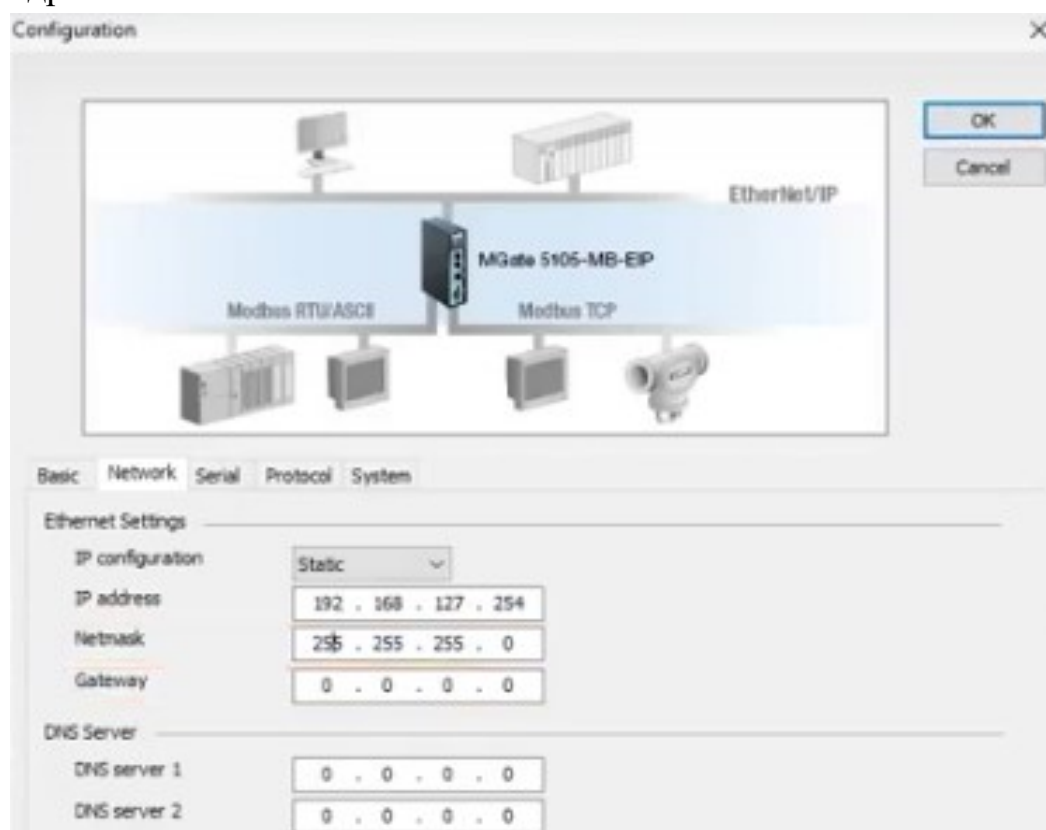 Configuration
OK
Cancel
EtherNet/IP
MGate 5105-MB-EIP
Modbus RTU/ASCII
Modbus TCP
Basic Network Serial Protocol System
Ethernet Settings
IP configuration Static
IP address 192 . 168 . 127 . 254
Netmask 255 . 255 . 255 . 0
Gateway 0 . 0 . 0 . 0
DNS Server
DNS server 1 0 . 0 . 0 . 0
DNS server 2 0 . 0 . 0 . 0